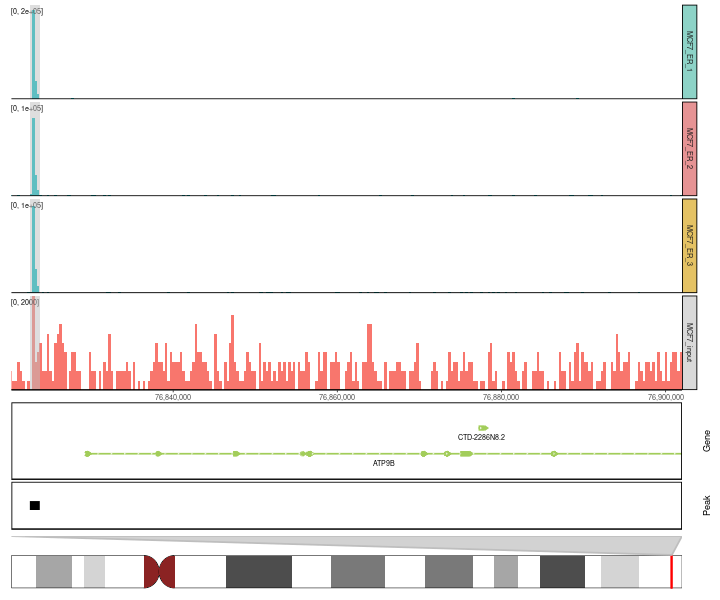 [0, 2e+05]
MCF7_ER_1
[0, 1e+05]
MCF7_ER_2
[0, 1e+05]
MCF7_ER_3
[0, 2000]
MCF7_input
76,840,000 76,860,000 76,880,000 76,900,000
CTD-2286N8.2
ATP9B
Gene
Peak